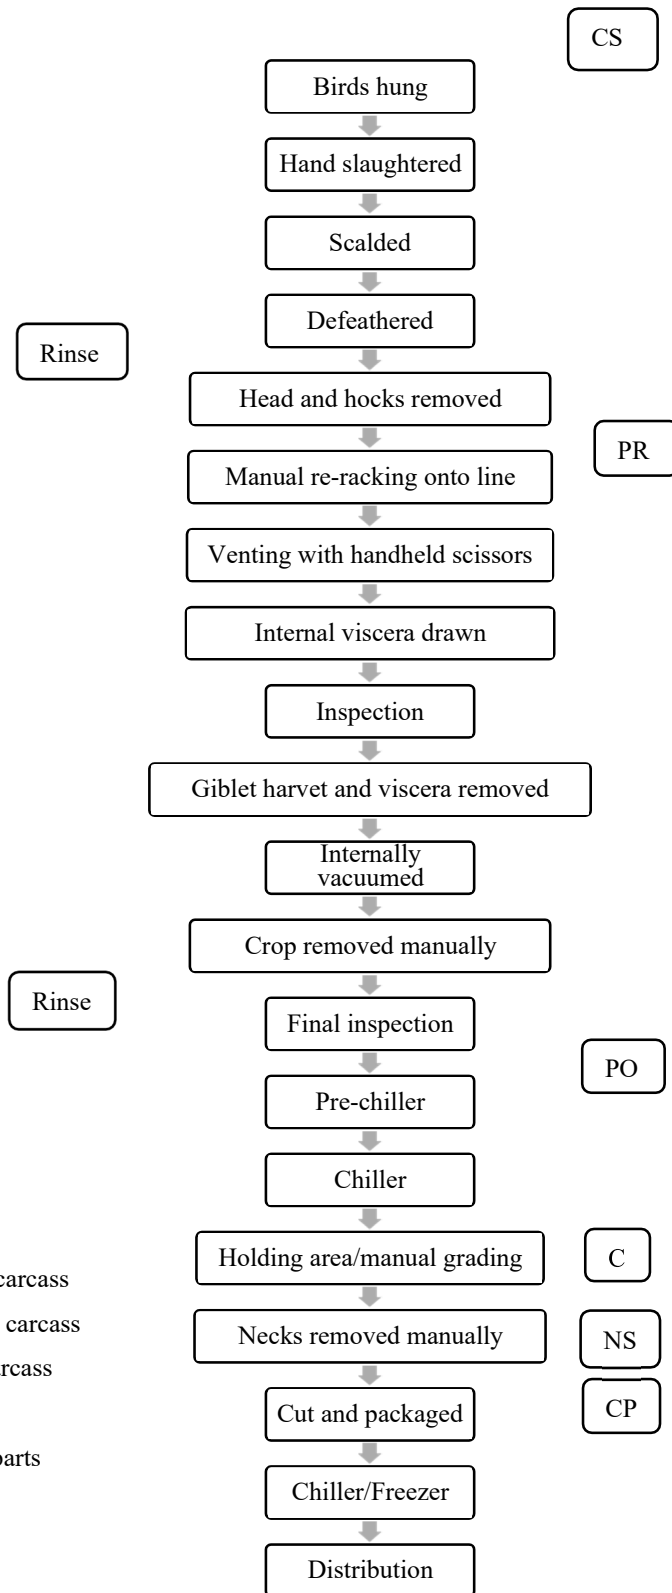 CS
Birds hung
Hand slaughtered
Scalded
Defeathered
Rinse
Head and hocks removed
PR
Manual re-racking onto line
Venting with handheld scissors
Internal viscera drawn
Inspection
Giblet harvet and viscera removed
Internally
vacuumed
Crop removed manually
Rinse
Final inspection
PO
Pre-chiller
Chiller
Holding area/manual grading
C
carcass
carcass
Necks removed manually
NS
Cut and packaged
CP
Chiller/Freezer
Distribution